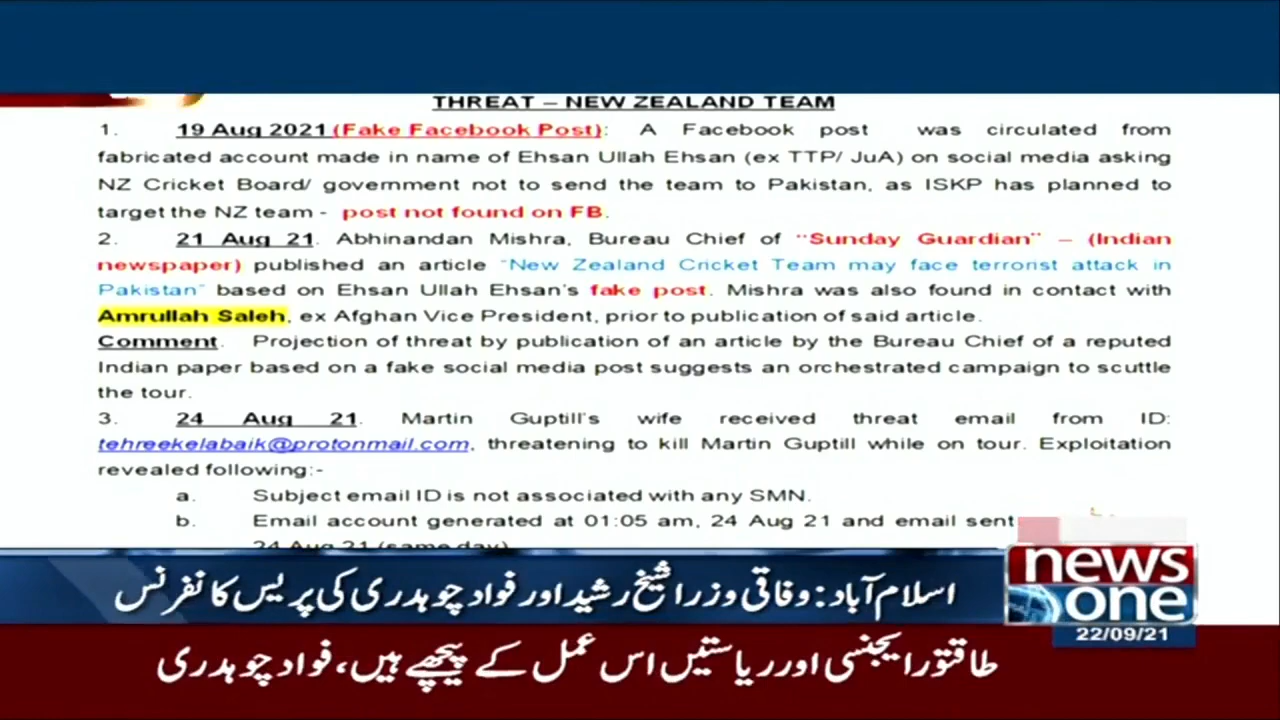 THREAT – NEW ZEALAND TEAM
1. 19 Aug 2021 (Fake Facebook Post): A Facebook post was circulated from
fabricated account made in name of Ehsan Ullah Ehsan (ex TTP/ JuA) on social media asking
NZ Cricket Board/ government not to send the team to Pakistan, as ISKP has planned to
target the NZ team - post not found on FB.
2. 21 Aug 21. Abhinandan Mishra, Bureau Chief of "Sunday Guardian" – (Indian
newspaper) published an article "New Zealand Cricket Team may face terrorist attack in
Pakistan" based on Ehsan Ullah Ehsan's fake post. Mishra was also found in contact with
Amrullah Saleh, ex Afghan Vice President, prior to publication of said article.
Comment. Projection of threat by publication of an article by the Bureau Chief of a reputed
Indian paper based on a fake social media post suggests an orchestrated campaign to scuttle
the tour.
3. 24 Aug 21. Martin Guptill's wife received threat email from ID:
tehreekelabaik@protonmail.com, threatening to kill Martin Guptill while on tour. Exploitation
revealed following:-
a. Subject email ID is not associated with any SMN.
b. Email account generated at 01:05 am, 24 Aug 21 and email sent
24 Aug 21 (same day)
اسلام آباد: وفاقی وزرا شیخ رشید اور فواد چوہدری کی پریس کانفرنس
news
one
22/09/21
طاقتور ایجنسی اور ریاستیں اس عمل کے پیچھے ہیں، فواد چوہدری